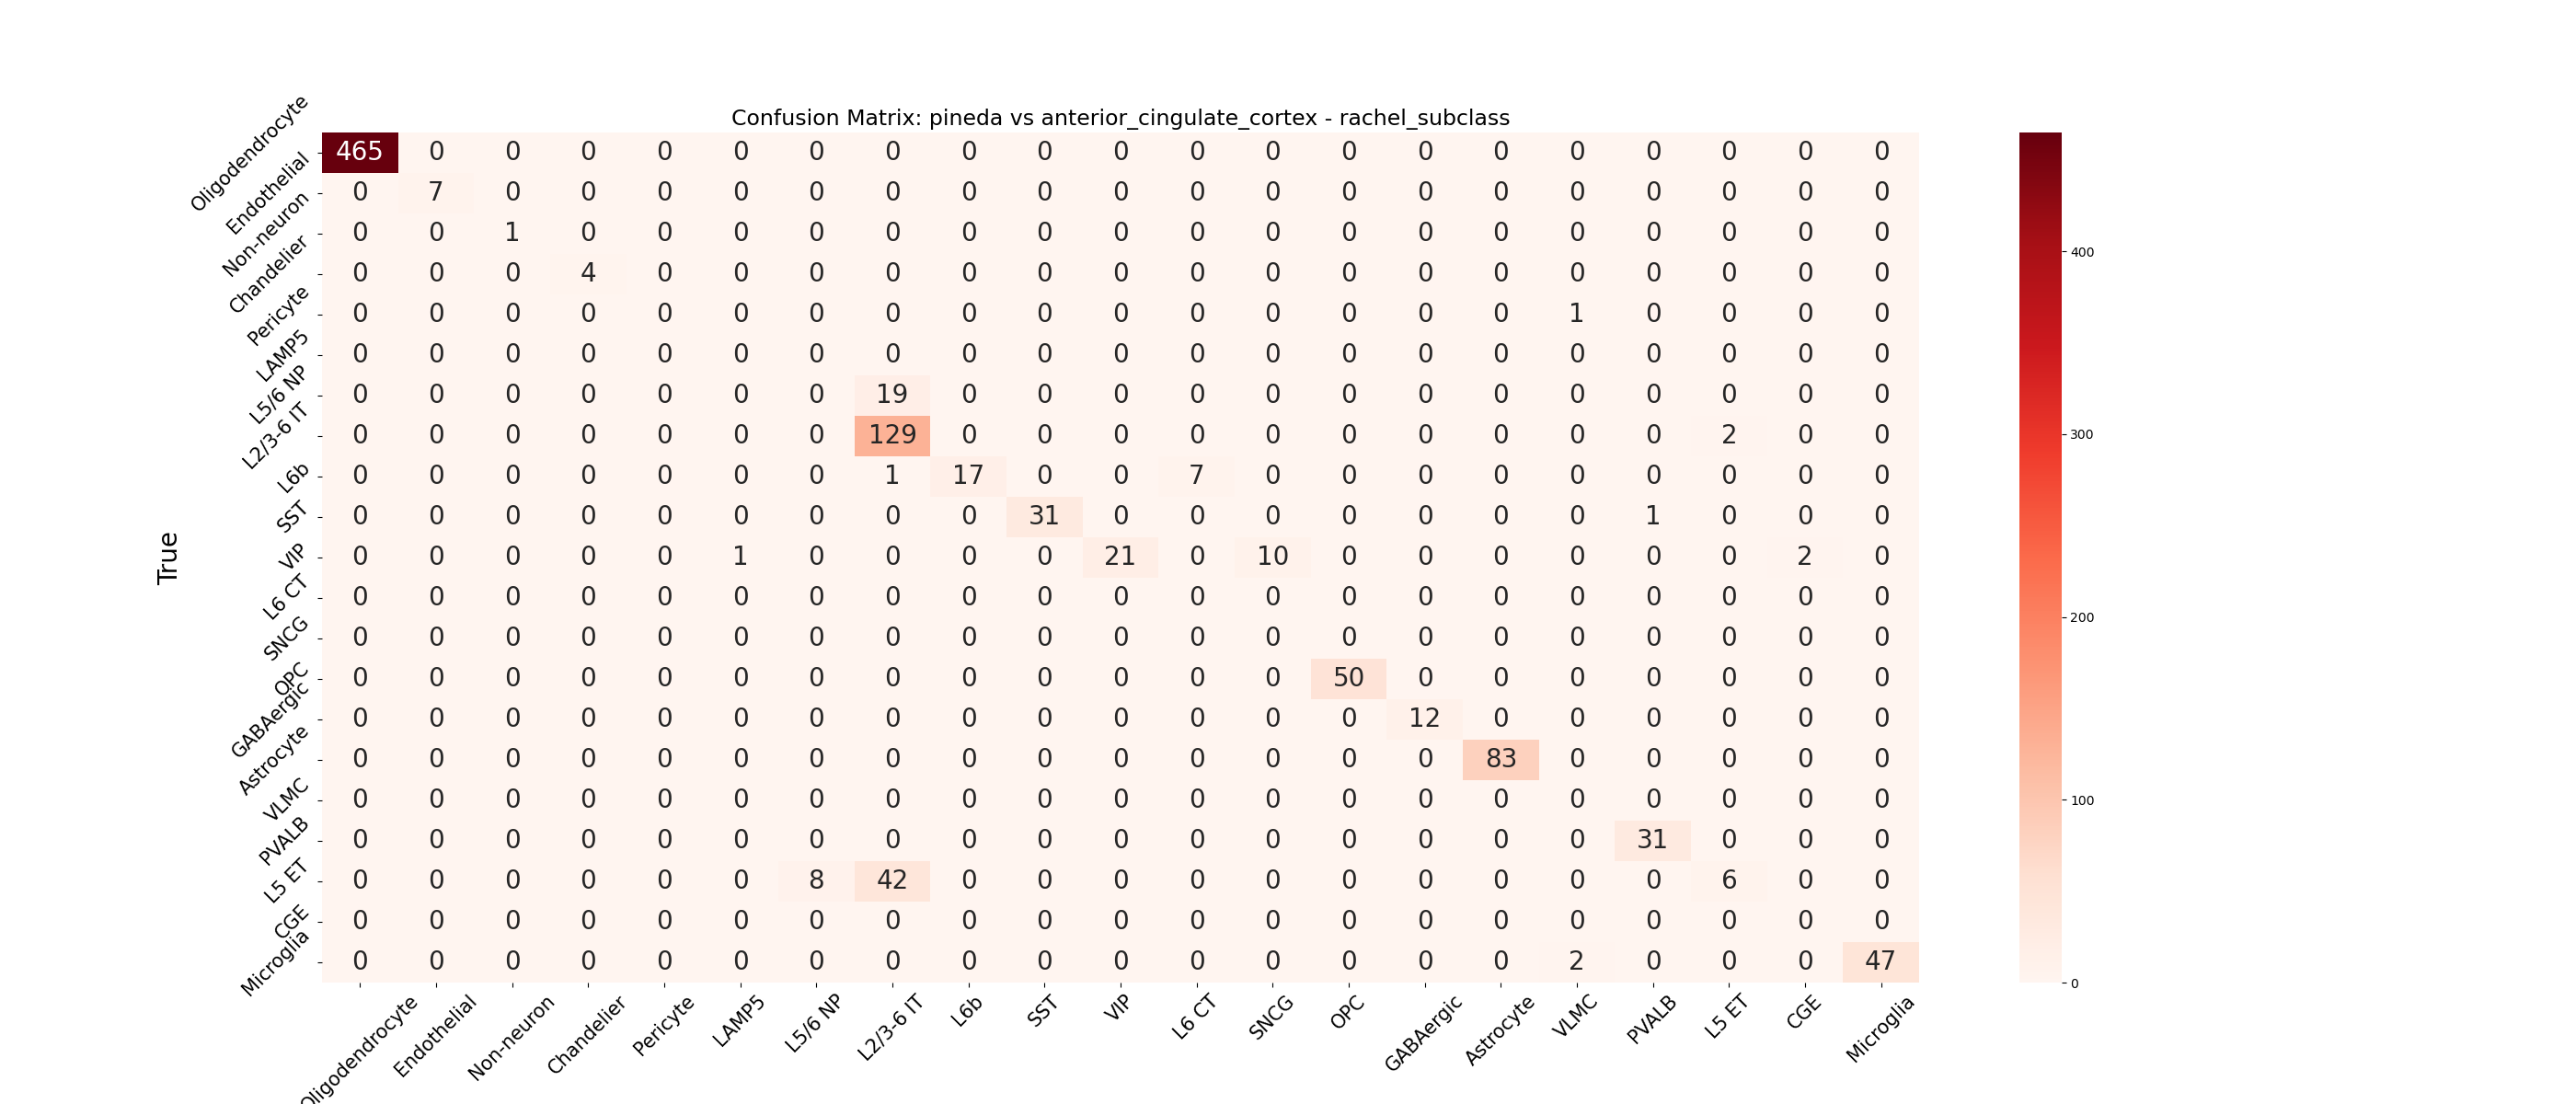 Confusion Matrix: pineda vs anterior_cingulate_cortex - rachel_subclass
True
Oligodendrocyte 465 0 0 0 0 0 0 0 0 0 0 0 0 0 0 0 0 0 0 0 0
Endothelial 0 7 0 0 0 0 0 0 0 0 0 0 0 0 0 0 0 0 0 0 0
Non-neuron 0 0 1 0 0 0 0 0 0 0 0 0 0 0 0 0 0 0 0 0 0
Chandelier 0 0 0 4 0 0 0 0 0 0 0 0 0 0 0 0 0 0 0 0 0
Pericyte 0 0 0 0 0 0 0 0 0 0 0 0 0 0 0 0 1 0 0 0 0
LAMP5 0 0 0 0 0 0 0 0 0 0 0 0 0 0 0 0 0 0 0 0 0
L5/6 NP 0 0 0 0 0 0 0 19 0 0 0 0 0 0 0 0 0 0 0 0 0
L2/3-6 IT 0 0 0 0 0 0 0 129 0 0 0 0 0 0 0 0 0 0 2 0 0
L6b 0 0 0 0 0 0 0 1 17 0 0 7 0 0 0 0 0 0 0 0 0
SST 0 0 0 0 0 0 0 0 0 31 0 0 0 0 0 0 0 1 0 0 0
VIP 0 0 0 0 0 1 0 0 0 0 21 0 10 0 0 0 0 0 0 2 0
L6 CT 0 0 0 0 0 0 0 0 0 0 0 0 0 0 0 0 0 0 0 0 0
SNCG 0 0 0 0 0 0 0 0 0 0 0 0 0 0 0 0 0 0 0 0 0
OPC 0 0 0 0 0 0 0 0 0 0 0 0 0 50 0 0 0 0 0 0 0
GABAergic 0 0 0 0 0 0 0 0 0 0 0 0 0 0 12 0 0 0 0 0 0
Astrocyte 0 0 0 0 0 0 0 0 0 0 0 0 0 0 0 83 0 0 0 0 0
VLMC 0 0 0 0 0 0 0 0 0 0 0 0 0 0 0 0 0 0 0 0 0
PVALB 0 0 0 0 0 0 0 0 0 0 0 0 0 0 0 0 0 31 0 0 0
L5 ET 0 0 0 0 0 0 8 42 0 0 0 0 0 0 0 0 0 0 6 0 0
CGE 0 0 0 0 0 0 0 0 0 0 0 0 0 0 0 0 0 0 0 0 0
Microglia 0 0 0 0 0 0 0 0 0 0 0 0 0 0 0 0 2 0 0 0 47
Oligodendrocyte Endothelial Non-neuron Chandelier Pericyte LAMP5 L5/6 NP L2/3-6 IT L6b SST VIP L6 CT SNCG OPC GABAergic Astrocyte VLMC PVALB L5 ET CGE Microglia
400
300
200
100
0